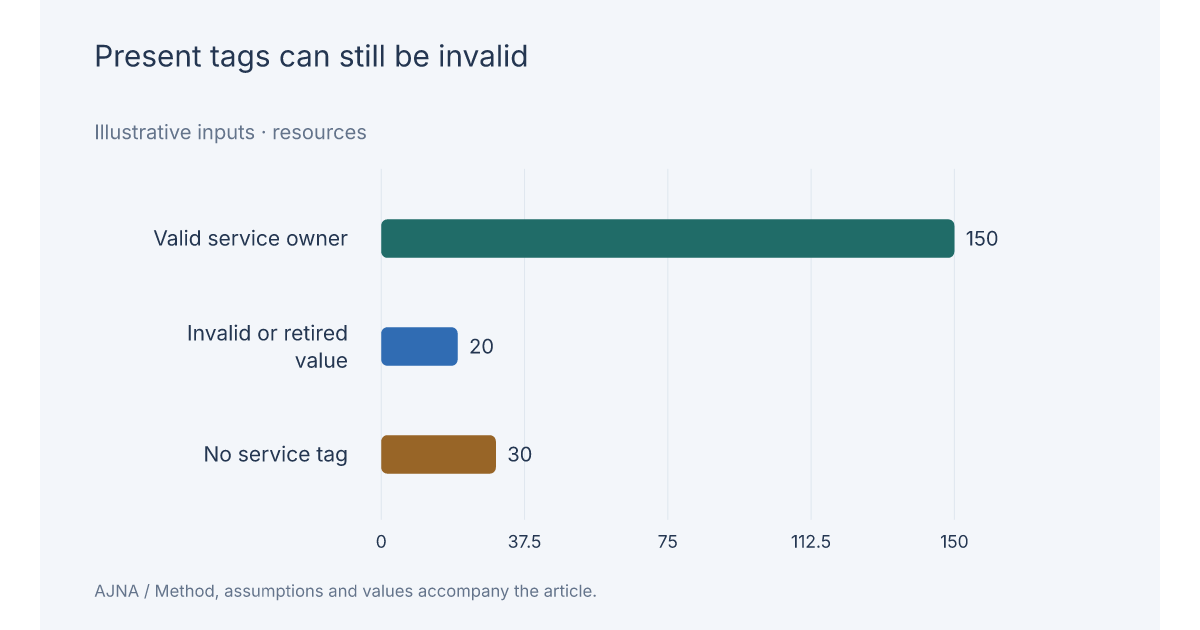 Present tags can still be invalid
Illustrative inputs · resources
Valid service owner
150
Invalid or retired
value
20
No service tag
30
0 37.5 75 112.5 150
AJNA / Method, assumptions and values accompany the article.